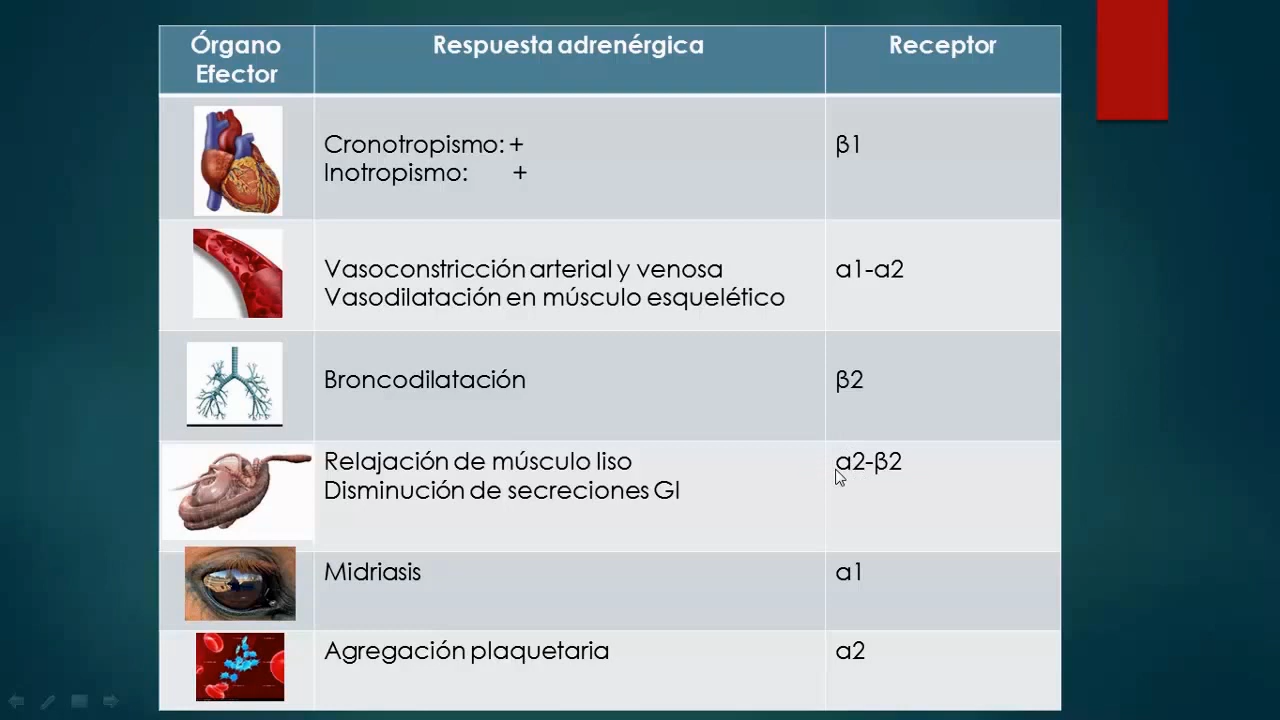 Órgano
Efector
Respuesta adrenérgica
Receptor
Cronotropismo: +
Inotropismo: +
β1
Vasoconstricción arterial y venosa
Vasodilatación en músculo esquelético
α1-α2
Broncodilatación
β2
Relajación de músculo liso
Disminución de secreciones GI
α2-β2
Midriasis
α1
Agregación plaquetaria
α2